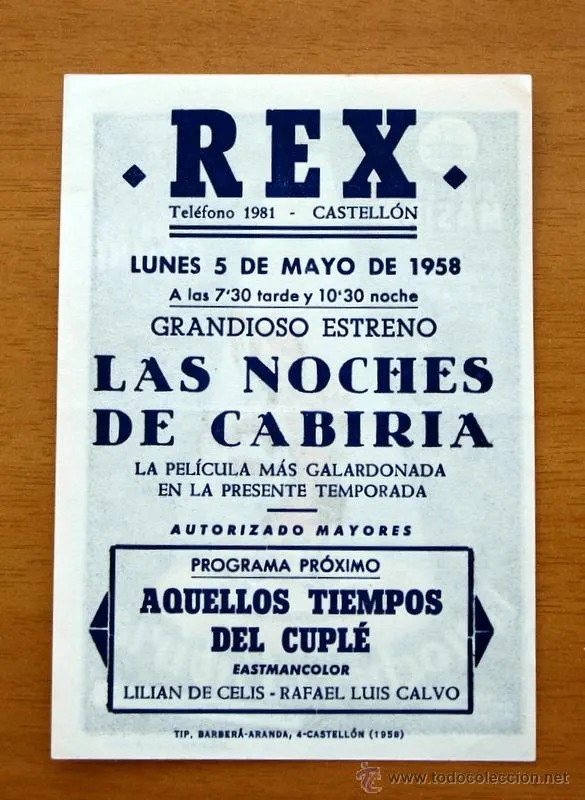 REX
Teléfono 1981 - CASTELLÓN
LUNES 5 DE MAYO DE 1958
A las 7'30 tarde y 10'30 noche
GRANDIOSO ESTRENO
LAS NOCHES
DE CABIRIA
LA PELÍCULA MÁS GALARDONADA
EN LA PRESENTE TEMPORADA
AUTORIZADO MAYORES
PROGRAMA PRÓXIMO
AQUELLOS TIEMPOS
DEL CUPLÉ
EASTMANCOLOR
LILIAN DE CELIS - RAFAEL LUIS CALVO
TIP. BARBERÁ-ARANDA, 4-CASTELLÓN (1958)
www.todocoleccion.net